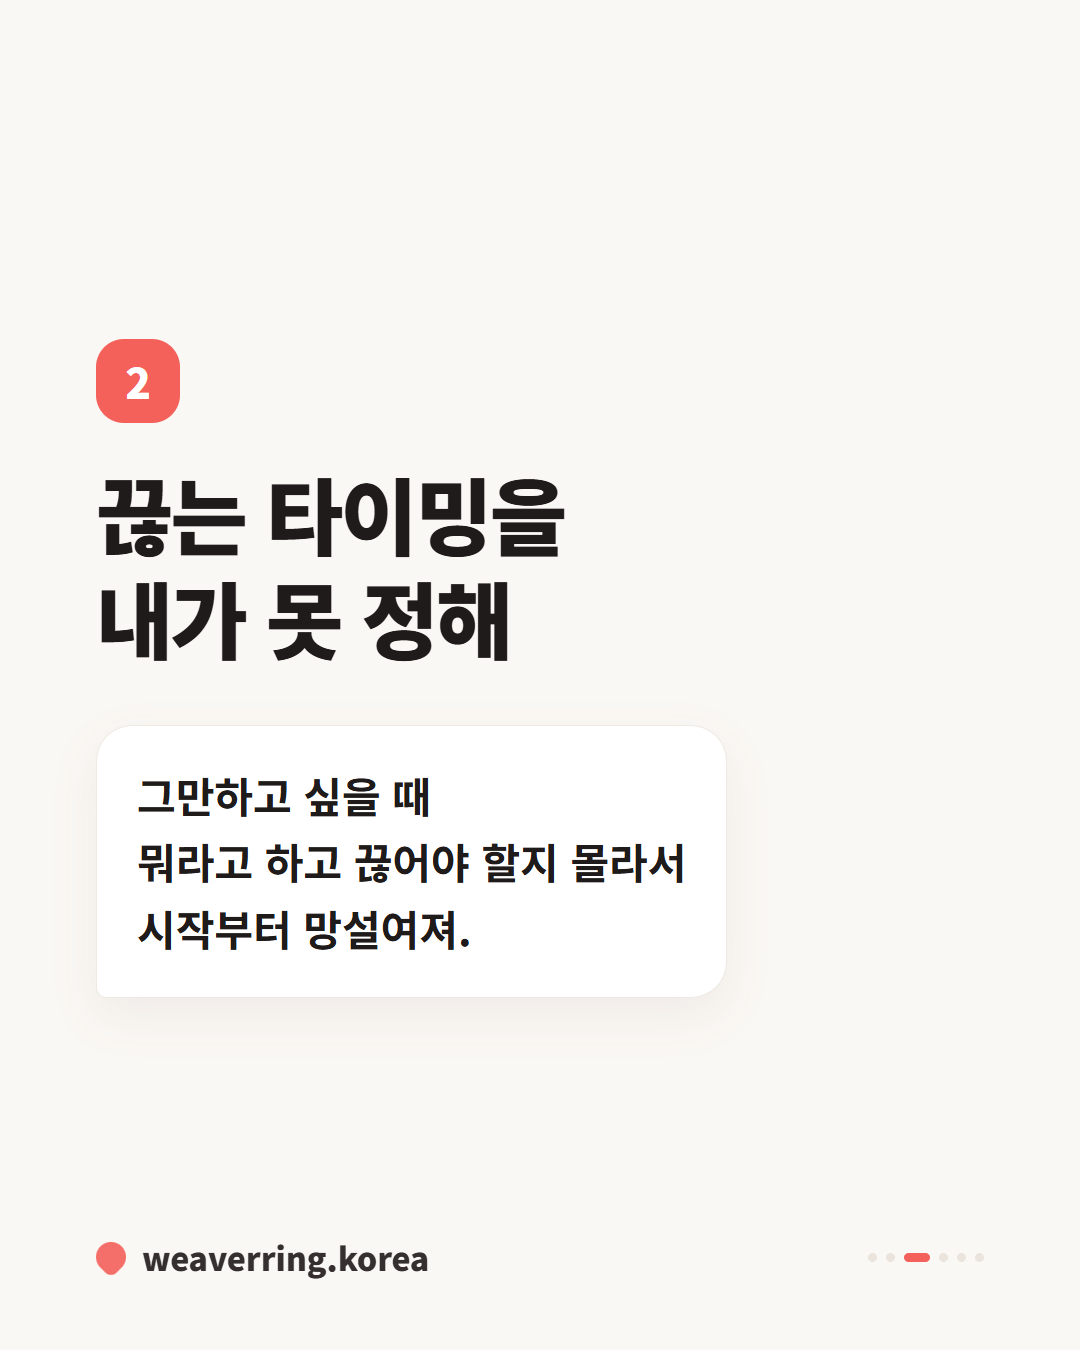 2
끊는 타이밍을
내가 못 정해
그만하고 싶을 때
뭐라고 하고 끊어야 할지 몰라서
시작부터 망설여져.
weaverring.korea